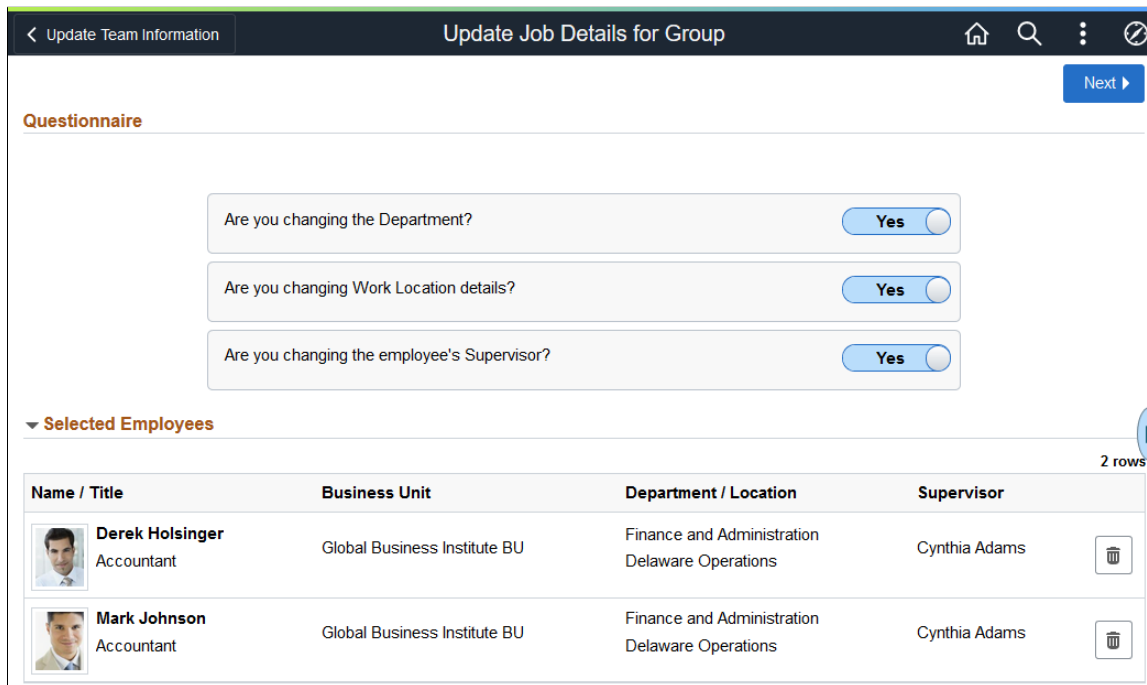 Update Team Information
Update Job Details for Group
Next
Questionnaire
Are you changing the Department?
Yes
Are you changing Work Location details?
Yes
Are you changing the employee's Supervisor?
Yes
Selected Employees
2 rows
Name / Title Business Unit Department / Location Supervisor
Derek Holsinger
Accountant
Global Business Institute BU
Finance and Administration
Delaware Operations
Cynthia Adams
Mark Johnson
Accountant
Global Business Institute BU
Finance and Administration
Delaware Operations
Cynthia Adams